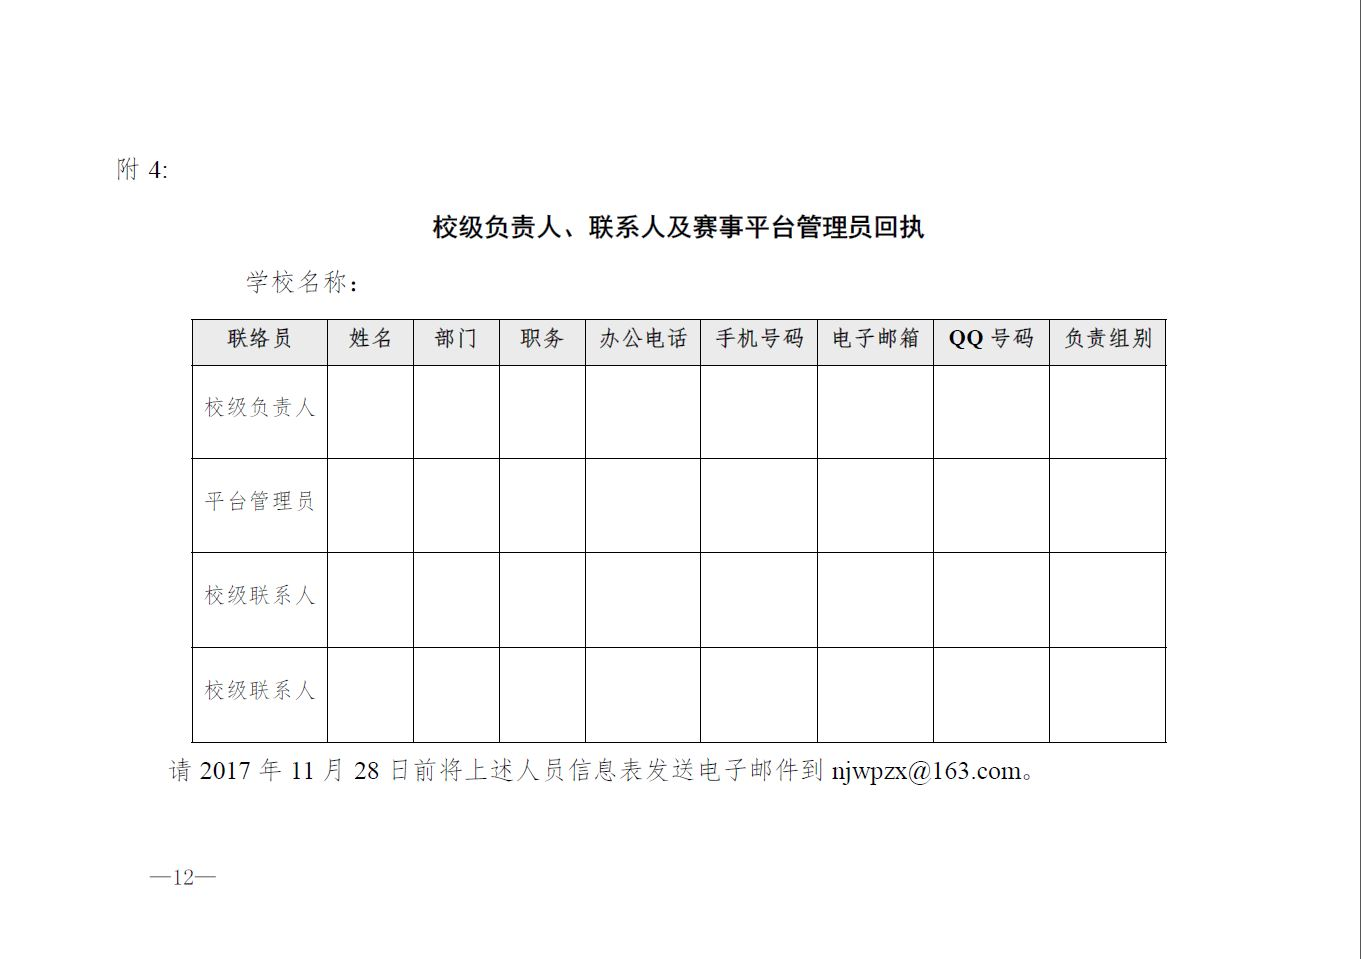 附 4:
校级负责人、联系人及赛事平台管理员回执
学校名称：
联络员 姓名 部门 职务 办公电话 手机号码 电子邮箱 QQ 号码 负责组别
校级负责人
平台管理员
校级联系人
校级联系人
请 2017 年 11 月 28 日前将上述人员信息表发送电子邮件到 njwpzx@163.com。
—12—